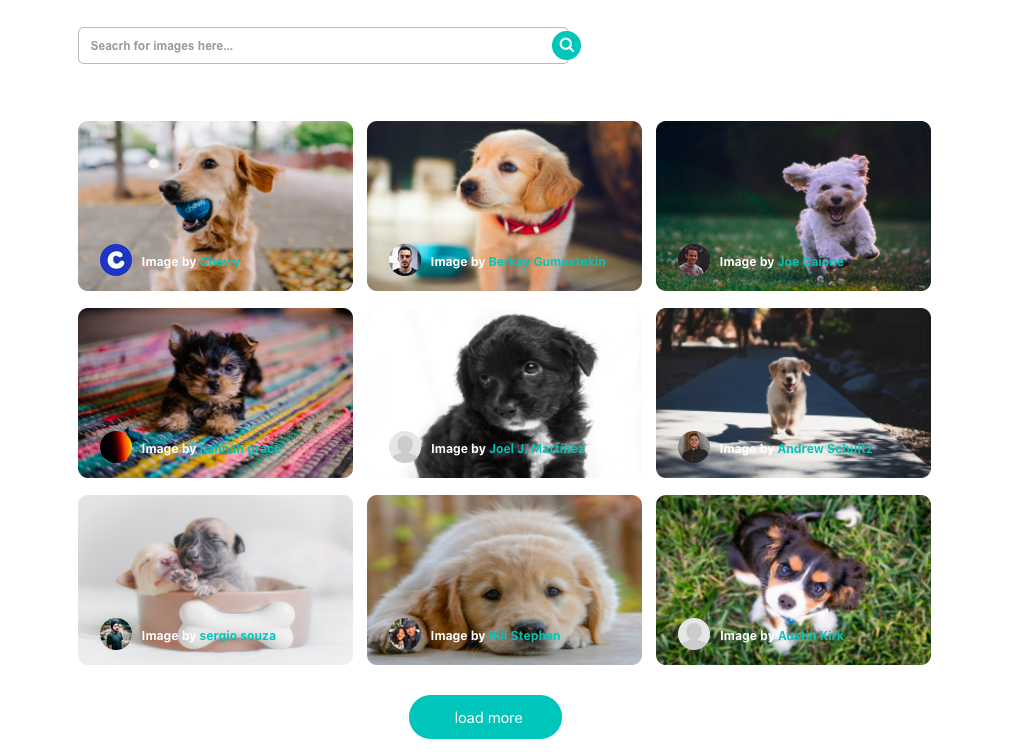 Seacrh for images here...
Image by Chewy
Image by Berkay Gumustekin
Image by Joe Caione
Image by hannah grace
Image by Joel J. Martinez
Image by Andrew Schultz
Image by sergio souza
Image by Bill Stephan
Image by Austin Kirk
load more